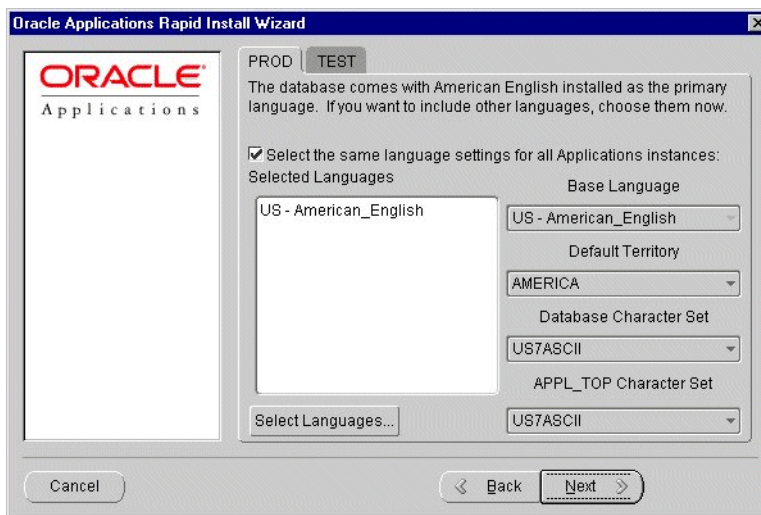 Oracle Applications Rapid Install Wizard
ORACLE
Applications
PROD
TEST
The database comes with American English installed as the primary
language. If you want to include other languages, choose them now.
Select the same language settings for all Applications instances:
Selected Languages
US - American_English
Base Language
US - American_English
Default Territory
AMERICA
Database Character Set
US7ASCII
APPL_TOP Character Set
US7ASCII
Select Languages...
Cancel
Back
Next